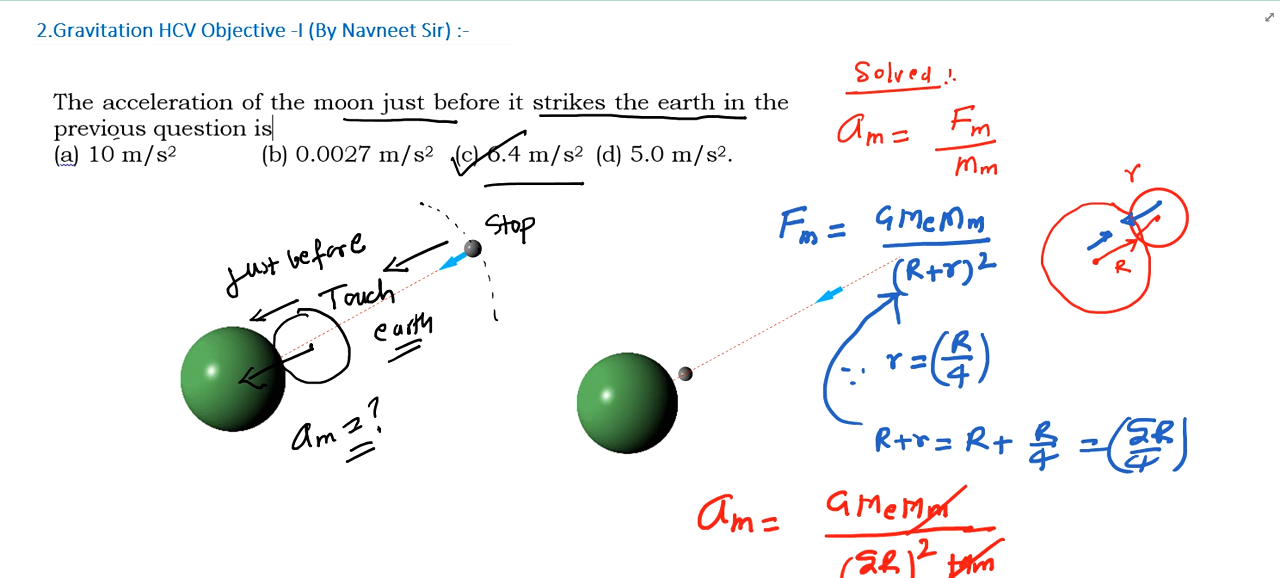 2.Gravitation HCV Objective -I (By Navneet Sir) :-
The acceleration of the moon just before it strikes the earth in the
previous question is
(a) 10 m/s² (b) 0.0027 m/s² (c) 6.4 m/s² (d) 5.0 m/s².
Solved :.
am = Fm / mm
Fm = GMeMm / (R+r)²
r
R
∵ r = (R/4)
R+r = R + R/4 = (5R/4)
am = GMeMm / (5R)² mm
Stop
just before
Touch
earth
am = ?